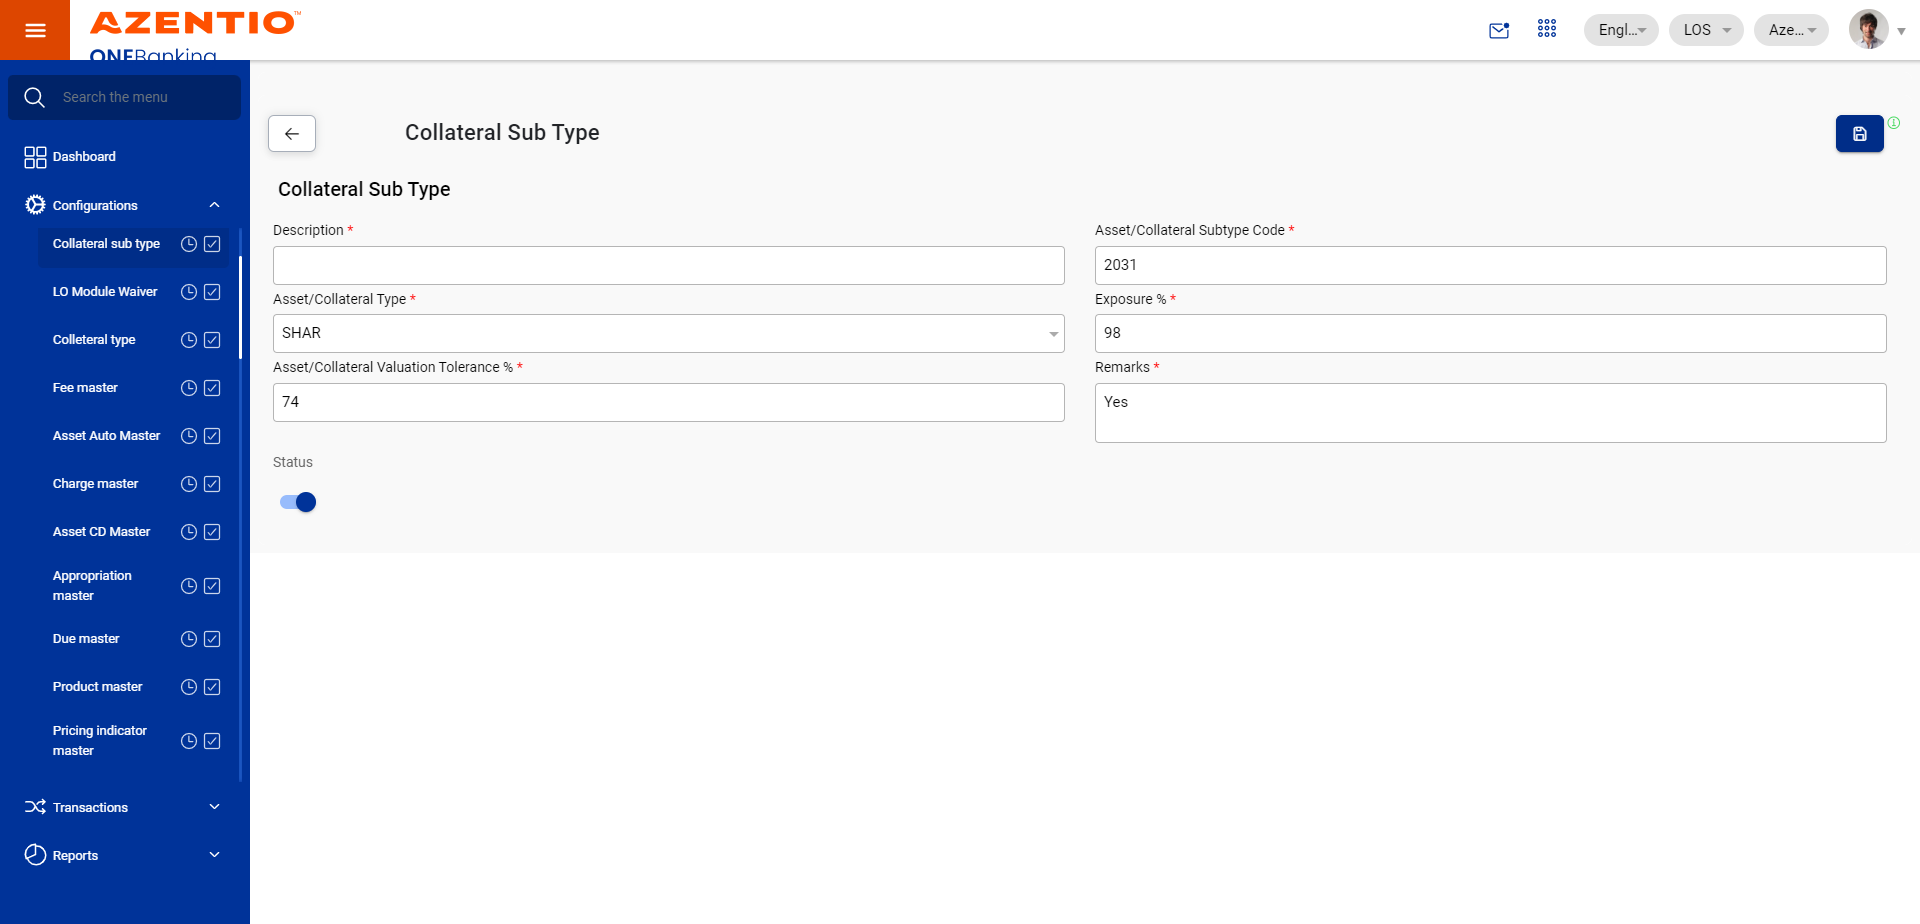 AZENTIO™
ONEBanking
Engl...
LOS
Aze...
Search the menu
Dashboard
Configurations
Collateral sub type
LO Module Waiver
Colleteral type
Fee master
Asset Auto Master
Charge master
Asset CD Master
Appropriation
master
Due master
Product master
Pricing indicator
master
Transactions
Reports
Collateral Sub Type
Collateral Sub Type
Description *
Asset/Collateral Subtype Code *
2031
Asset/Collateral Type *
SHAR
Exposure % *
98
Asset/Collateral Valuation Tolerance % *
74
Remarks *
Yes
Status